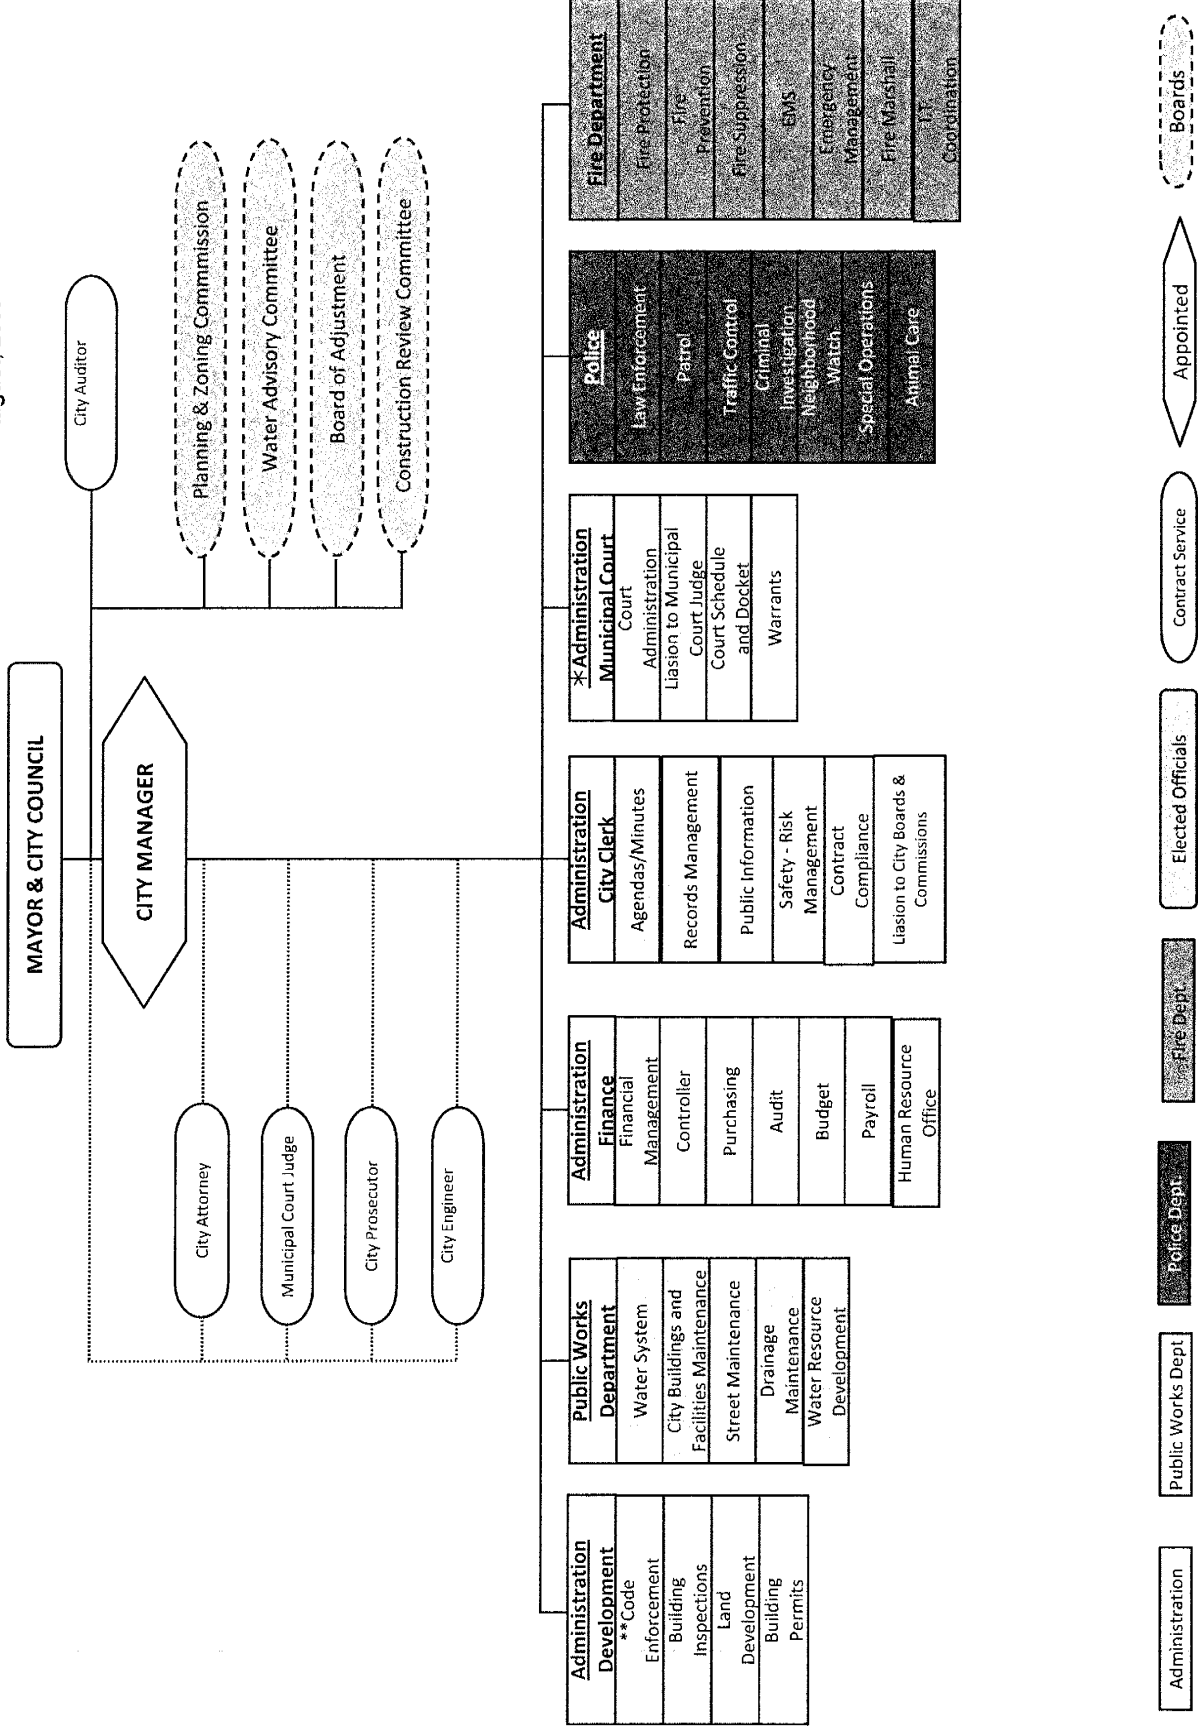 MAYOR & CITY COUNCIL
CITY MANAGER
City Auditor
City Attorney
Municipal Court Judge
City Prosecutor
City Engineer
Planning & Zoning Commmission
Water Advisory Committee
Board of Adjustment
Construction Review Committee
Administration
Development
**Code
Enforcement
Building
Inspections
Land
Development
Building
Permits
Public Works
Department
Water System
City Buildings and
Facilities Maintenance
Street Maintenance
Drainage
Maintenance
Water Resource
Development
Administration
Finance
Financial
Management
Controller
Purchasing
Audit
Budget
Payroll
Human Resource
Office
Administration
City Clerk
Agendas/Minutes
Records Management
Public Information
Safety - Risk
Management
Contract
Compliance
Liasion to City Boards &
Commissions
*Administration
Municipal Court
Court
Administration
Liasion to Municipal
Court Judge
Court Schedule
and Docket
Warrants
Police
Law Enforcement
Patrol
Traffic Control
Criminal
Investigation
Neighborhood
Watch
Special Operations
Animal Care
Fire Department
Fire Protection
Fire
Prevention
Fire Suppression
EMS
Emergency
Management
Fire Marshall
I.T.
Coordination
Administration
Public Works Dept
Police Dept.
Fire Dept.
Elected Officials
Contract Service
Appointed
Boards